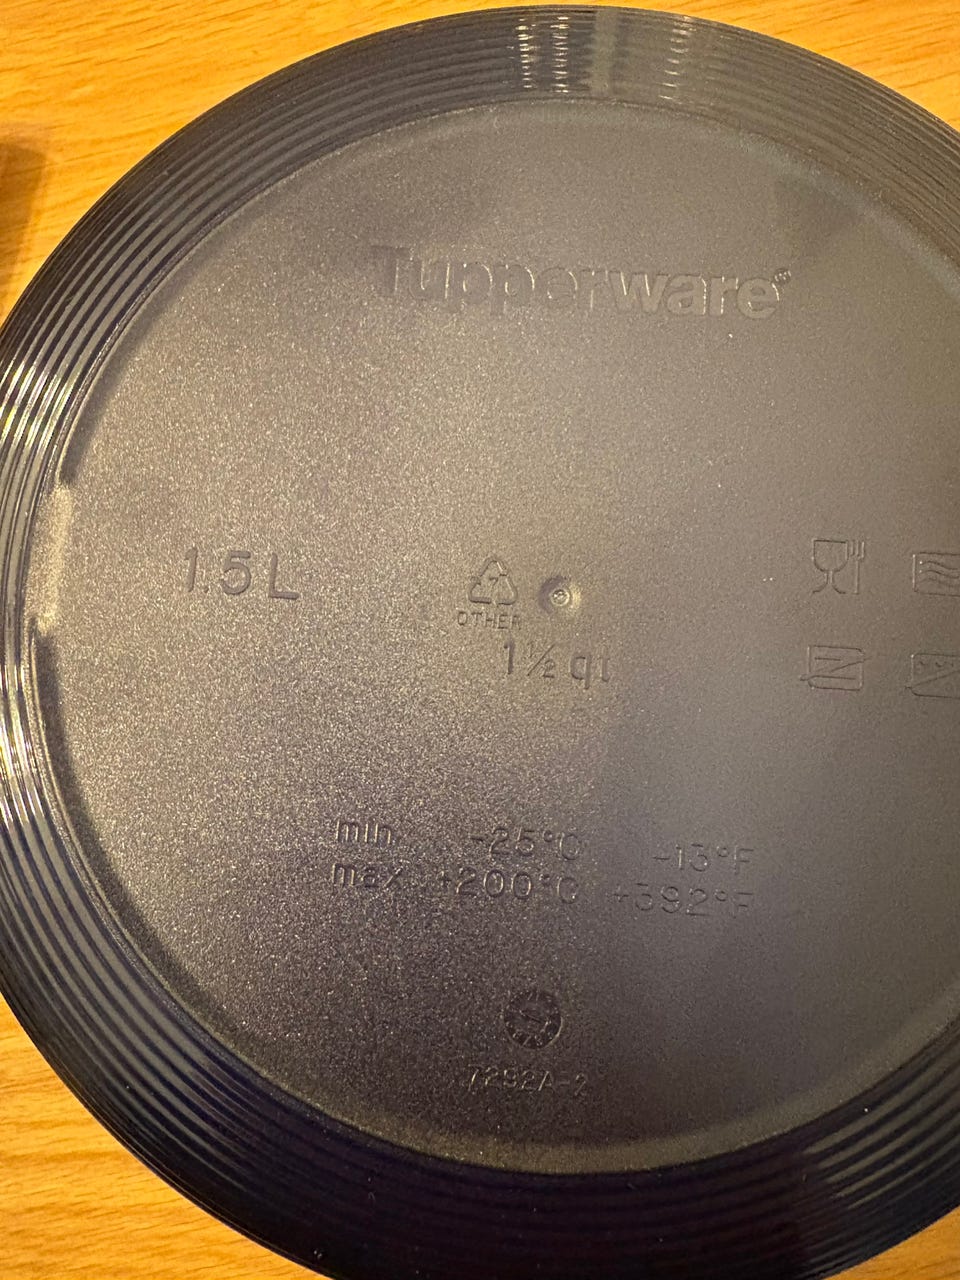 Tupperware®
1.5 L
OTHER
1½ qt
min. -25°C -13°F
max. +200°C +392°F
7292A-2